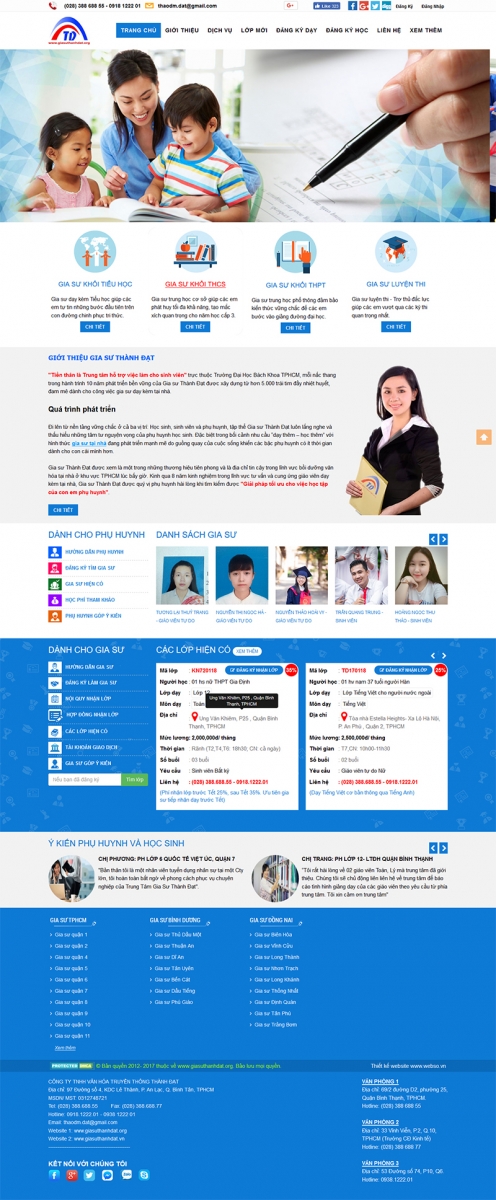 (028) 388 688 55 - 0918 1222 01
thaodm.dat@gmail.com
G+
Like
Đăng Ký
Đăng Nhập
TD
www.giasuthanhdat.org
TRANG CHỦ
GIỚI THIỆU
DỊCH VỤ
LỚP MỚI
ĐĂNG KÝ DẠY
ĐĂNG KÝ HỌC
LIÊN HỆ
XEM THÊM
GIA SƯ KHỐI TIỂU HỌC
Gia sư dạy kèm Tiểu học giúp các
em tự tin những bước đầu tiên trên
con đường chinh phục tri thức.
CHI TIẾT
GIA SƯ KHỐI THCS
Gia sư trung học cơ sở giúp các em
phát huy tối đa khả năng, tạo mắc
xích quan trọng cho năm học cấp 3.
CHI TIẾT
GIA SƯ KHỐI THPT
Gia sư trung học phổ thông đảm bảo
kiến thức vững chắc để các em
bước vào giảng đường đại học.
CHI TIẾT
GIA SƯ LUYỆN THI
Gia sư luyện thi - Trợ thủ đắc lực
giúp các em vượt qua các kỳ thi
quan trọng nhất.
CHI TIẾT
GIỚI THIỆU GIA SƯ THÀNH ĐẠT
"Tiền thân là Trung tâm hỗ trợ việc làm cho sinh viên" trực thuộc Trường Đại Học Bách Khoa TPHCM, mỗi nấc thang
trong hành trình 10 năm phát triển bền vững của Gia sư Thành Đạt được xây dựng từ hơn 5.000 trái tim đầy nhiệt huyết,
đam mê dành cho công việc gia sư dạy kèm tại nhà.
Quá trình phát triển
Đi lên từ nền tảng vững chắc ở cả ba vị trí: Học sinh, sinh viên và phụ huynh, tập thể Gia sư Thành Đạt luôn lắng nghe và
thấu hiểu những tâm tư nguyện vọng của phụ huynh học sinh. Đặc biệt trong bối cảnh nhu cầu "dạy thêm – học thêm" với
hình thức gia sư tại nhà đang phát triển mạnh mẽ do guồng quay của cuộc sống khiến các bậc phụ huynh có ít thời gian
dành cho con cái mình hơn.
Gia sư Thành Đạt được xem là một trong những thương hiệu tiên phong và là địa chỉ tin cậy trong lĩnh vực bồi dưỡng văn
hóa tại nhà ở khu vực TPHCM lúc bấy giờ. Kinh qua 8 năm kinh nghiệm trong lĩnh vực tư vấn và cung ứng giáo viên dạy
kèm tại nhà, Gia sư Thành Đạt được quý vị phụ huynh hài lòng khi tìm kiếm được "Giải pháp tối ưu cho việc học tập
của con em phụ huynh".
CHI TIẾT
TD
DÀNH CHO PHỤ HUYNH
HƯỚNG DẪN PHỤ HUYNH
ĐĂNG KÝ TÌM GIA SƯ
GIA SƯ HIỆN CÓ
HỌC PHÍ THAM KHẢO
PHỤ HUYNH GÓP Ý KIẾN
DANH SÁCH GIA SƯ
TƯỜNG LẠI THUỲ TRANG
- GIÁO VIÊN TỰ DO
NGUYỄN THỊ NGỌC HÀ -
GIÁO VIÊN TỰ DO
NGUYỄN THẢO HOÀI VY -
GIÁO VIÊN TỰ DO
TRẦN QUANG TRUNG -
SINH VIÊN
HOÀNG NGỌC THU
THẢO - SINH VIÊN
DÀNH CHO GIA SƯ
HƯỚNG DẪN GIA SƯ
ĐĂNG KÝ LÀM GIA SƯ
NỘI QUY NHẬN LỚP
HỢP ĐỒNG NHẬN LỚP
CÁC LỚP HIỆN CÓ
TÀI KHOẢN GIAO DỊCH
GIA SƯ GÓP Ý KIẾN
Nếu bạn đã đăng ký
Tìm lớp
CÁC LỚP HIỆN CÓ
XEM THÊM
Mã lớp : KN720118
ĐĂNG KÝ NHẬN LỚP
35%
Người học : 01 hs nữ THPT Gia Định
Lớp dạy : Lớp 12
Ung Văn Khiêm, P25 , Quận Bình
Thạnh, TPHCM
Môn dạy : Toán
Địa chỉ
Ung Văn Khiêm, P25 , Quận Bình
Thạnh, TPHCM
Mức lương: 2,000,000đ/ tháng
Thời gian : Rảnh (T2,T4,T6: 18h30, CN: cả ngày)
Số buổi : 03 buổi
Yêu cầu : Sinh viên Bất kỳ
Liên hệ : (028) 388.688.55 - 0918.1222.01
(Phí nhận lớp trước Tết 25%, sau Tết 35%. Ưu tiên gia
sư tiếp nhận dạy trước Tết)
Mã lớp : TD170118
ĐĂNG KÝ NHẬN LỚP
25%
Người học : 01 hv nam 37 tuổi người Hàn
Lớp dạy : Lớp Tiếng Việt cho người nước ngoài
Môn dạy : Tiếng Việt
Địa chỉ
Tòa nhà Estella Heights- Xa Lộ Hà Nội,
P. An Phú , Quận 2, TPHCM
Mức lương: 2,600,000đ/ tháng
Thời gian : T7,CN: 10h00-11h30
Số buổi : 02 buổi
Yêu cầu : Giáo viên tự do Nữ
Liên hệ : (028) 388.688.55 - 0918.1222.01
(Dạy Tiếng Việt cơ bản thông qua Tiếng Anh)
Ý KIẾN PHỤ HUYNH VÀ HỌC SINH
CHỊ PHƯƠNG: PH LỚP 6 QUỐC TẾ VIỆT ÚC, QUẬN 7
"Bản thân tôi là một nhân viên tuyển dụng nhân sự tại một Cty
lớn, tôi hoàn toàn bất ngờ về phong cách phục vụ chuyên
nghiệp của Trung Tâm Gia Sư Thành Đạt".
CHỊ TRANG: PH LỚP 12- LTĐH QUẬN BÌNH THẠNH
"Tôi rất hài lòng về 02 giáo viên Toán, Lý mà trung tâm đã giới
thiệu. Chúng tôi sẽ chủ động liên liên hệ về trung tâm để báo
cáo tình hình giảng dạy của các giáo viên theo yêu cầu từ phía
trung tâm. Tôi xin cảm ơn trung tâm"
GIA SƯ TPHCM
Gia sư quận 1
Gia sư quận 2
Gia sư quận 4
Gia sư quận 5
Gia sư quận 6
Gia sư quận 7
Gia sư quận 8
Gia sư quận 9
Gia sư quận 10
Gia sư quận 11
Xem thêm
GIA SƯ BÌNH DƯƠNG
Gia sư Thủ Dầu Một
Gia sư Thuận An
Gia sư Dĩ An
Gia sư Tân Uyên
Gia sư Bến Cát
Gia sư Dầu Tiếng
Gia sư Phú Giáo
GIA SƯ ĐỒNG NAI
Gia sư Biên Hòa
Gia sư Vĩnh Cửu
Gia sư Long Thành
Gia sư Nhơn Trạch
Gia sư Long Khánh
Gia sư Thống Nhất
Gia sư Định Quán
Gia sư Tân Phú
Gia sư Trảng Bom
PROTECTED DMCA
© Bản quyền 2012- 2017 thuộc về www.giasuthanhdat.org. Bảo lưu mọi quyền.
Thiết kế website www.webso.vn
CÔNG TY TNHH VĂN HÓA TRUYỀN THÔNG THÀNH ĐẠT
Địa chỉ: 97 Đường số 4, KDC Lê Thành, P. An Lạc, Q. Bình Tân, TPHCM
MSDN/ MST: 0312748721
Tel: (028) 388.688.55 Fax: (028) 388.688.77
Hotline: 0918.1222.01 - 0931.1222.01
Email: thaodm.dat@gmail.com
Website 1: www.giasuthanhdat.org
Website 2: www.giasuthanhdat.vn
KẾT NỐI VỚI CHÚNG TÔI
VĂN PHÒNG 1
Địa chỉ: 69/2 đường D2, phường 25,
Quận Bình Thạnh, TPHCM.
Hotline: (028) 388 688 55
VĂN PHÒNG 2
Địa chỉ: 33 Vĩnh Viễn, P.2, Q.10,
TPHCM (Trường CĐ Kinh tế)
Hotline: (028) 388 688 77
VĂN PHÒNG 3
Địa chỉ: 53 Đường số 74, P10, Q6.
Hotline: 0938.1222.01